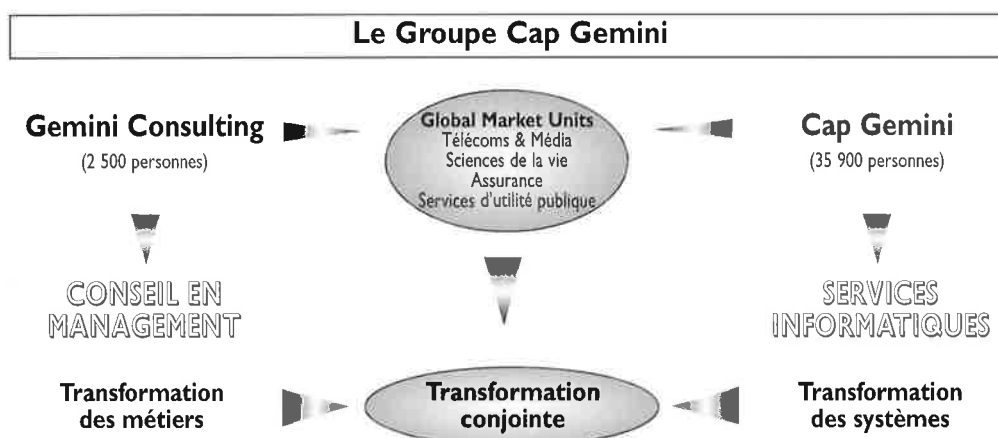 Le Groupe Cap Gemini
Gemini Consulting
(2 500 personnes)
Global Market Units
Télécoms & Média
Sciences de la vie
Assurance
Services d'utilité publique
Cap Gemini
(35 900 personnes)
CONSEIL EN
MANAGEMENT
SERVICES
INFORMATIQUES
Transformation
des métiers
Transformation
conjointe
Transformation
des systèmes